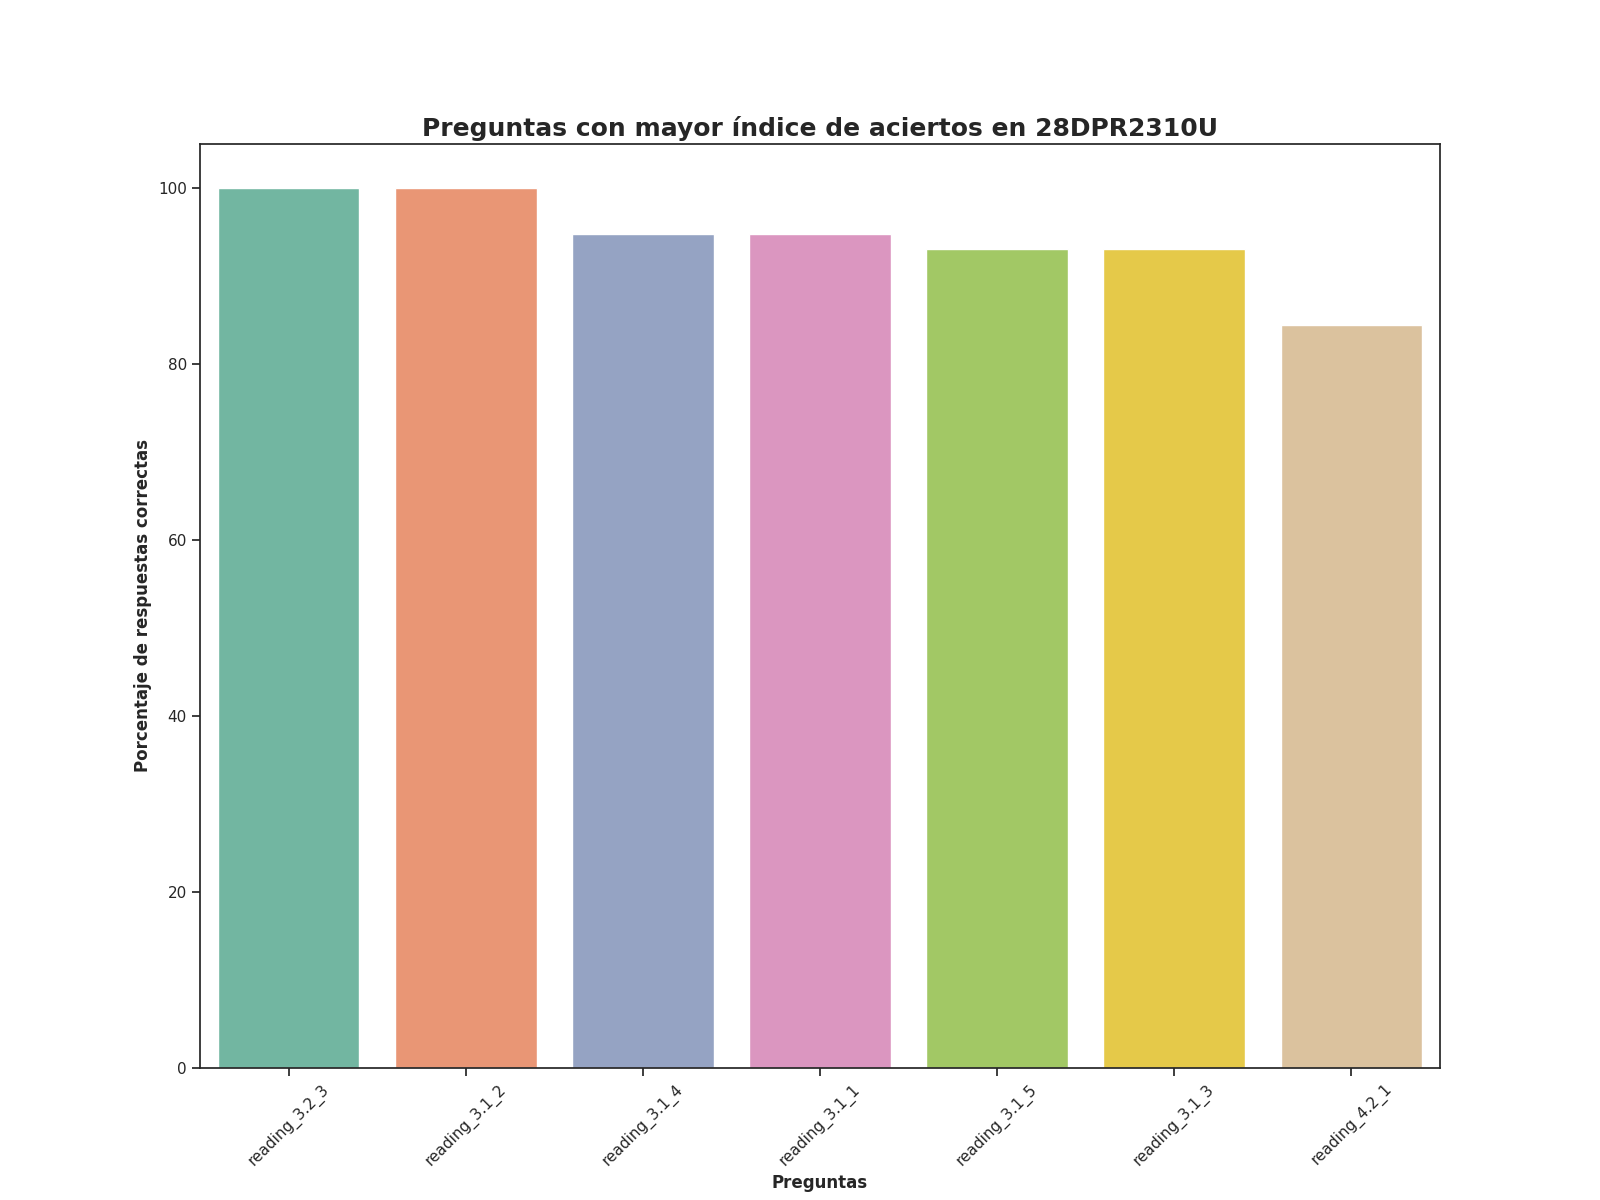 Preguntas con mayor índice de aciertos en 28DPR2310U
Porcentaje de respuestas correctas
100
80
60
40
20
0
reading_3.2_3
reading_3.1_2
reading_3.1_4
reading_3.1_1
reading_3.1_5
reading_3.1_3
reading_4.2_1
Preguntas